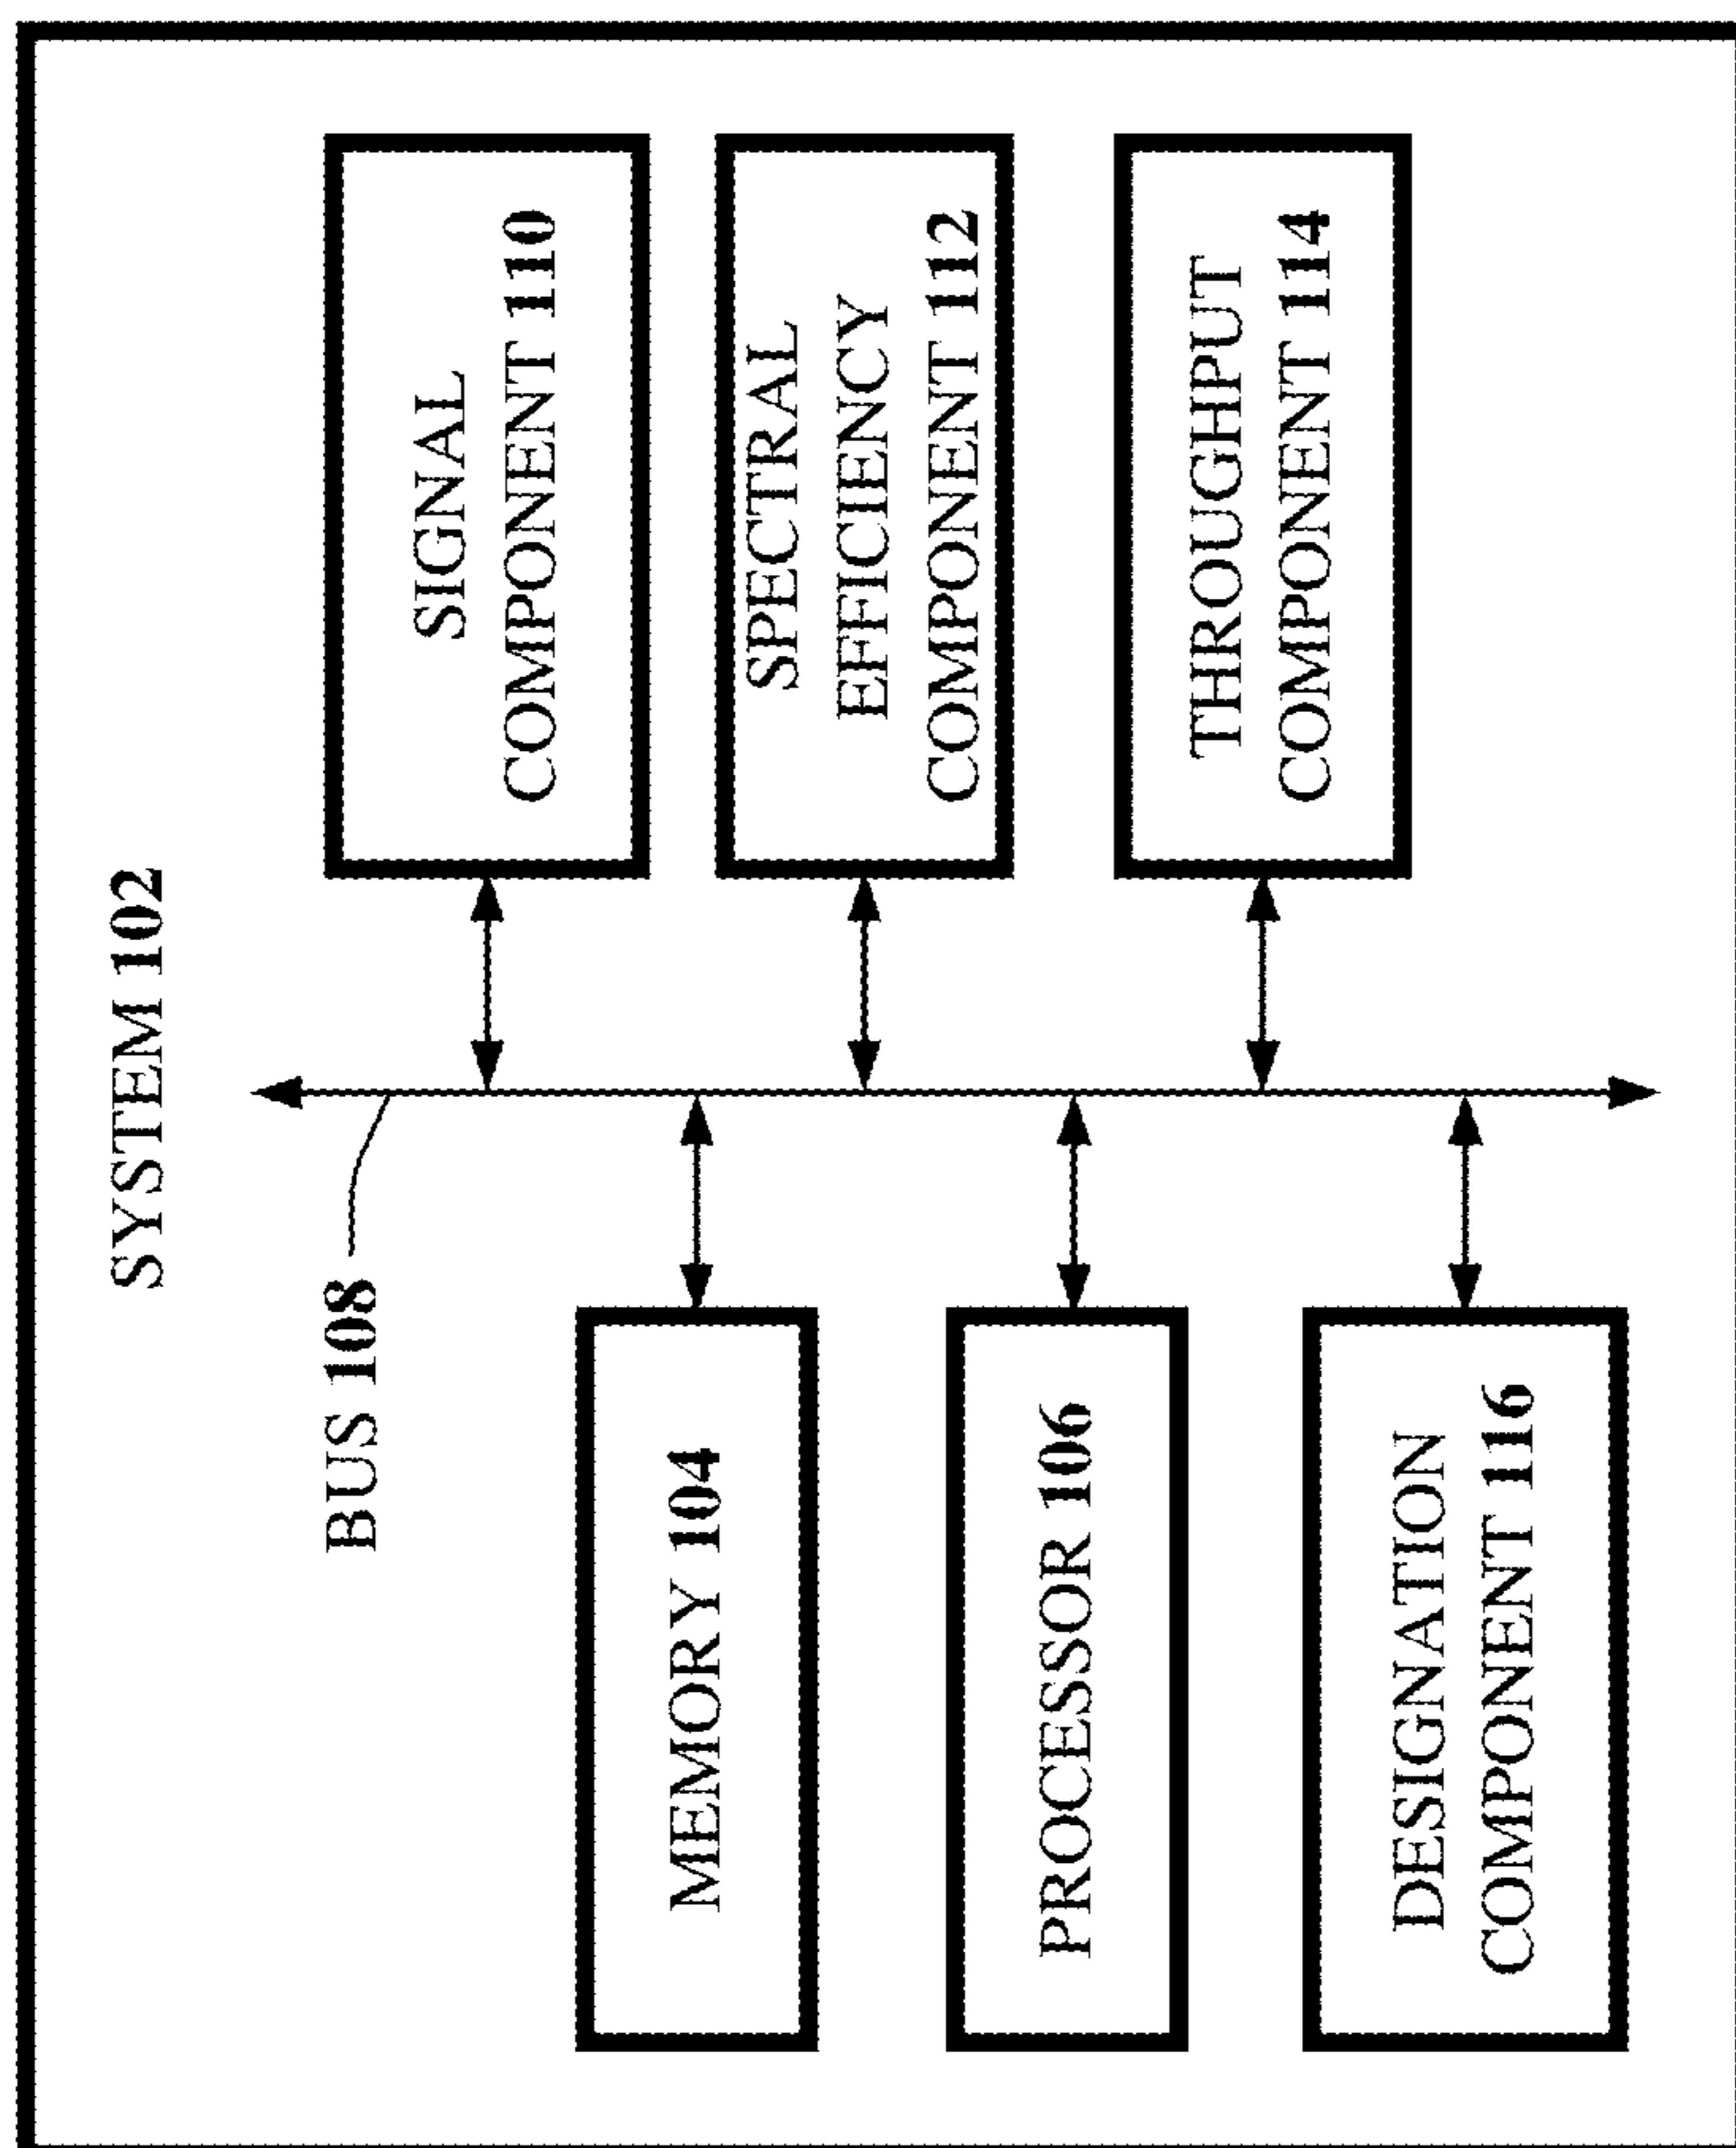 SYSTEM 102
BUS 108
MEMORY 104
PROCESSOR 106
DESIGNATION
COMPONENT 116
SIGNAL
COMPONENT 110
SPECTRAL
EFFICIENCY
COMPONENT 112
THROUGHPUT
COMPONENT 114